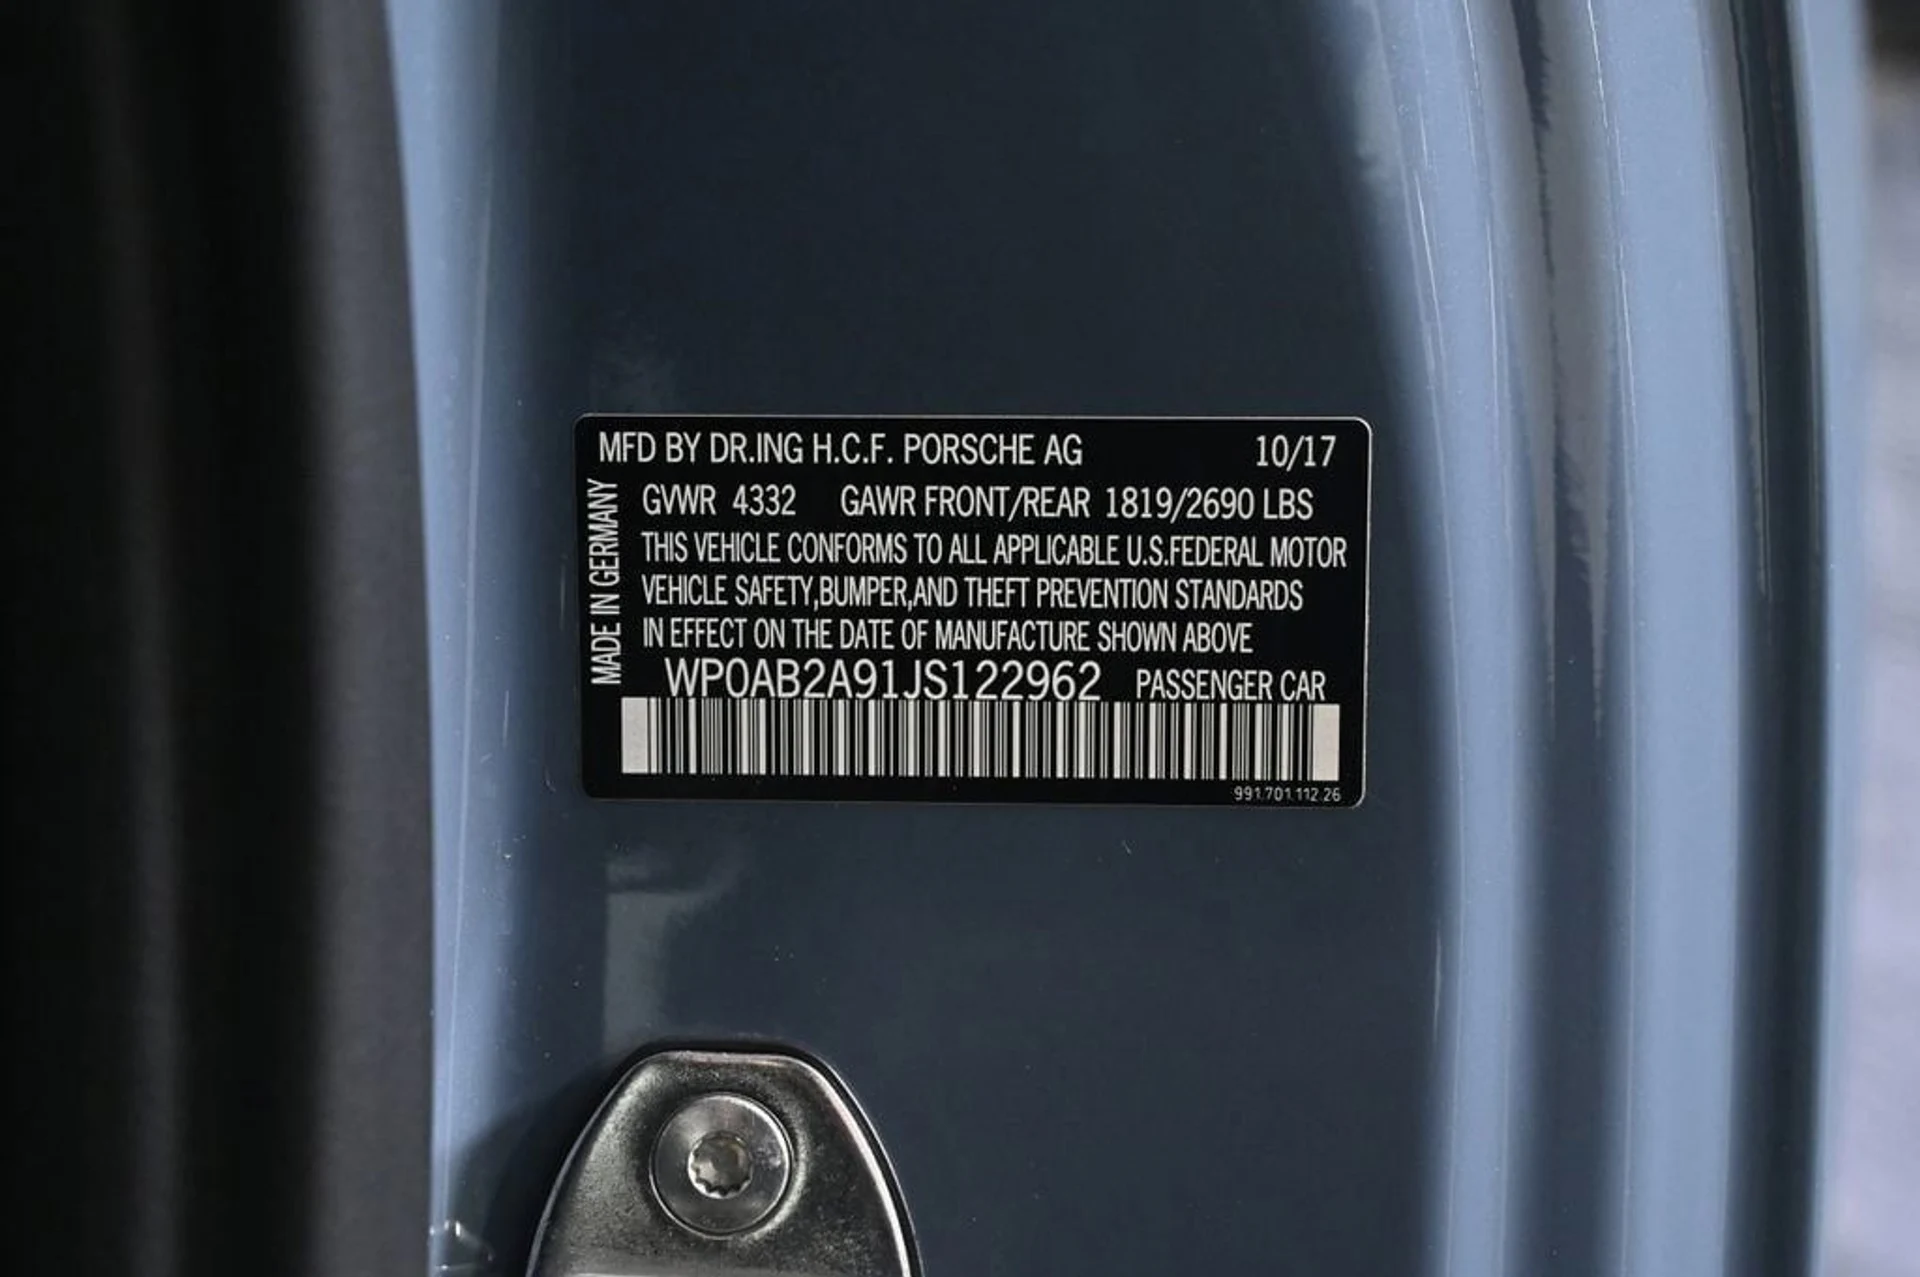 MFD BY DR.ING H.C.F. PORSCHE AG 10/17
MADE IN GERMANY
GVWR 4332 GAWR FRONT/REAR 1819/2690 LBS
THIS VEHICLE CONFORMS TO ALL APPLICABLE U.S.FEDERAL MOTOR
VEHICLE SAFETY,BUMPER,AND THEFT PREVENTION STANDARDS
IN EFFECT ON THE DATE OF MANUFACTURE SHOWN ABOVE
WP0AB2A91JS122962 PASSENGER CAR
991.701.112.26